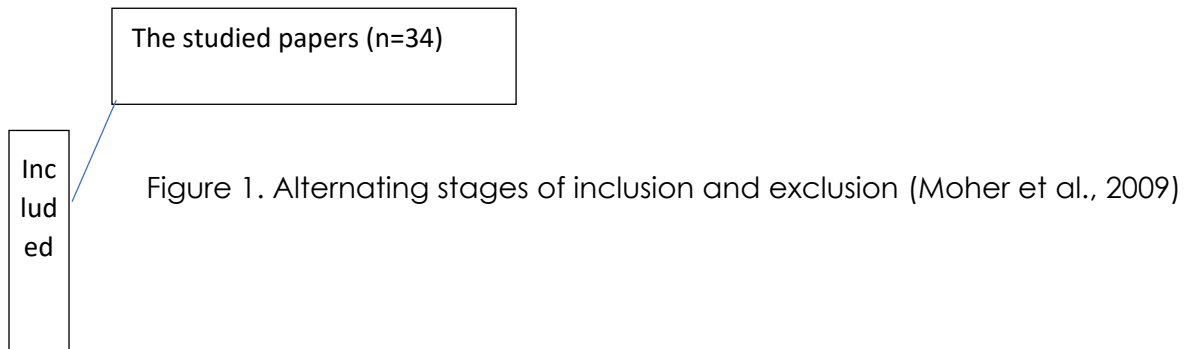 The studied papers (n=34)
Inc
lud
ed
Figure 1. Alternating stages of inclusion and exclusion (Moher et al., 2009)